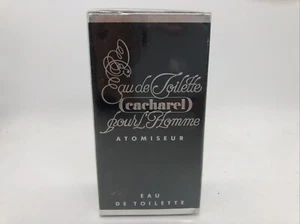 Eau de Toilette
cacharel
pour L'Homme
ATOMISEUR
EAU
DE TOILETTE